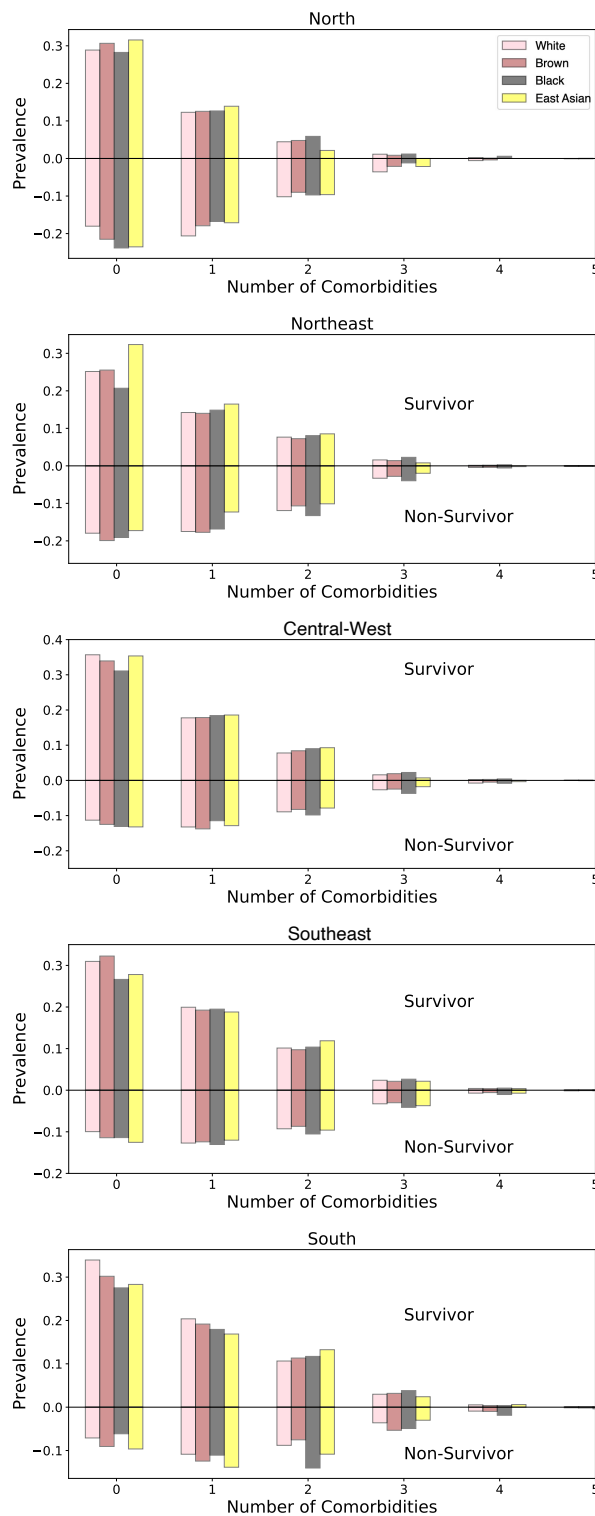 North
0.3
0.2
0.1
0.0
−0.1
−0.2
Prevalence
White
Brown
Black
East Asian
0 1 2 3 4 5
Number of Comorbidities
Northeast
0.3
0.2
0.1
0.0
−0.1
−0.2
Prevalence
Survivor
Non-Survivor
0 1 2 3 4 5
Number of Comorbidities
Central-West
0.4
0.3
0.2
0.1
0.0
−0.1
−0.2
Prevalence
Survivor
Non-Survivor
0 1 2 3 4 5
Number of Comorbidities
Southeast
0.3
0.2
0.1
0.0
−0.1
−0.2
Prevalence
Survivor
Non-Survivor
0 1 2 3 4 5
Number of Comorbidities
South
0.3
0.2
0.1
0.0
−0.1
Prevalence
Survivor
Non-Survivor
0 1 2 3 4 5
Number of Comorbidities